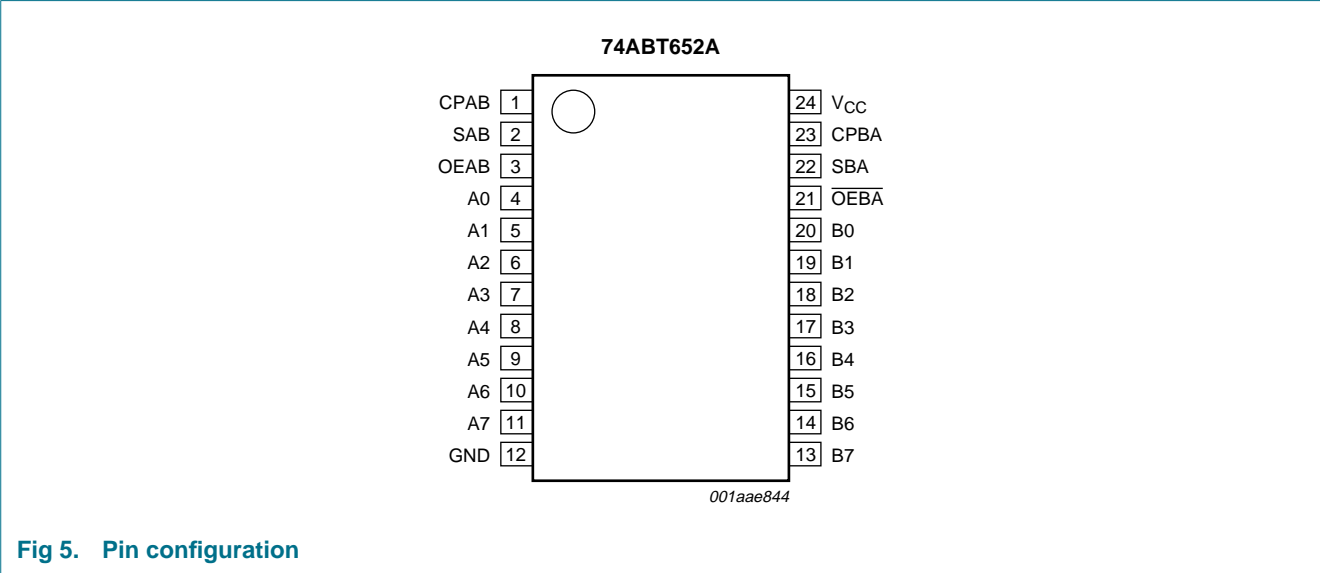 74ABT652A
CPAB 1 24 VCC
SAB 2 23 CPBA
OEAB 3 22 SBA
A0 4 21 O̅E̅B̅A̅
A1 5 20 B0
A2 6 19 B1
A3 7 18 B2
A4 8 17 B3
A5 9 16 B4
A6 10 15 B5
A7 11 14 B6
GND 12 13 B7
001aae844
Fig 5. Pin configuration